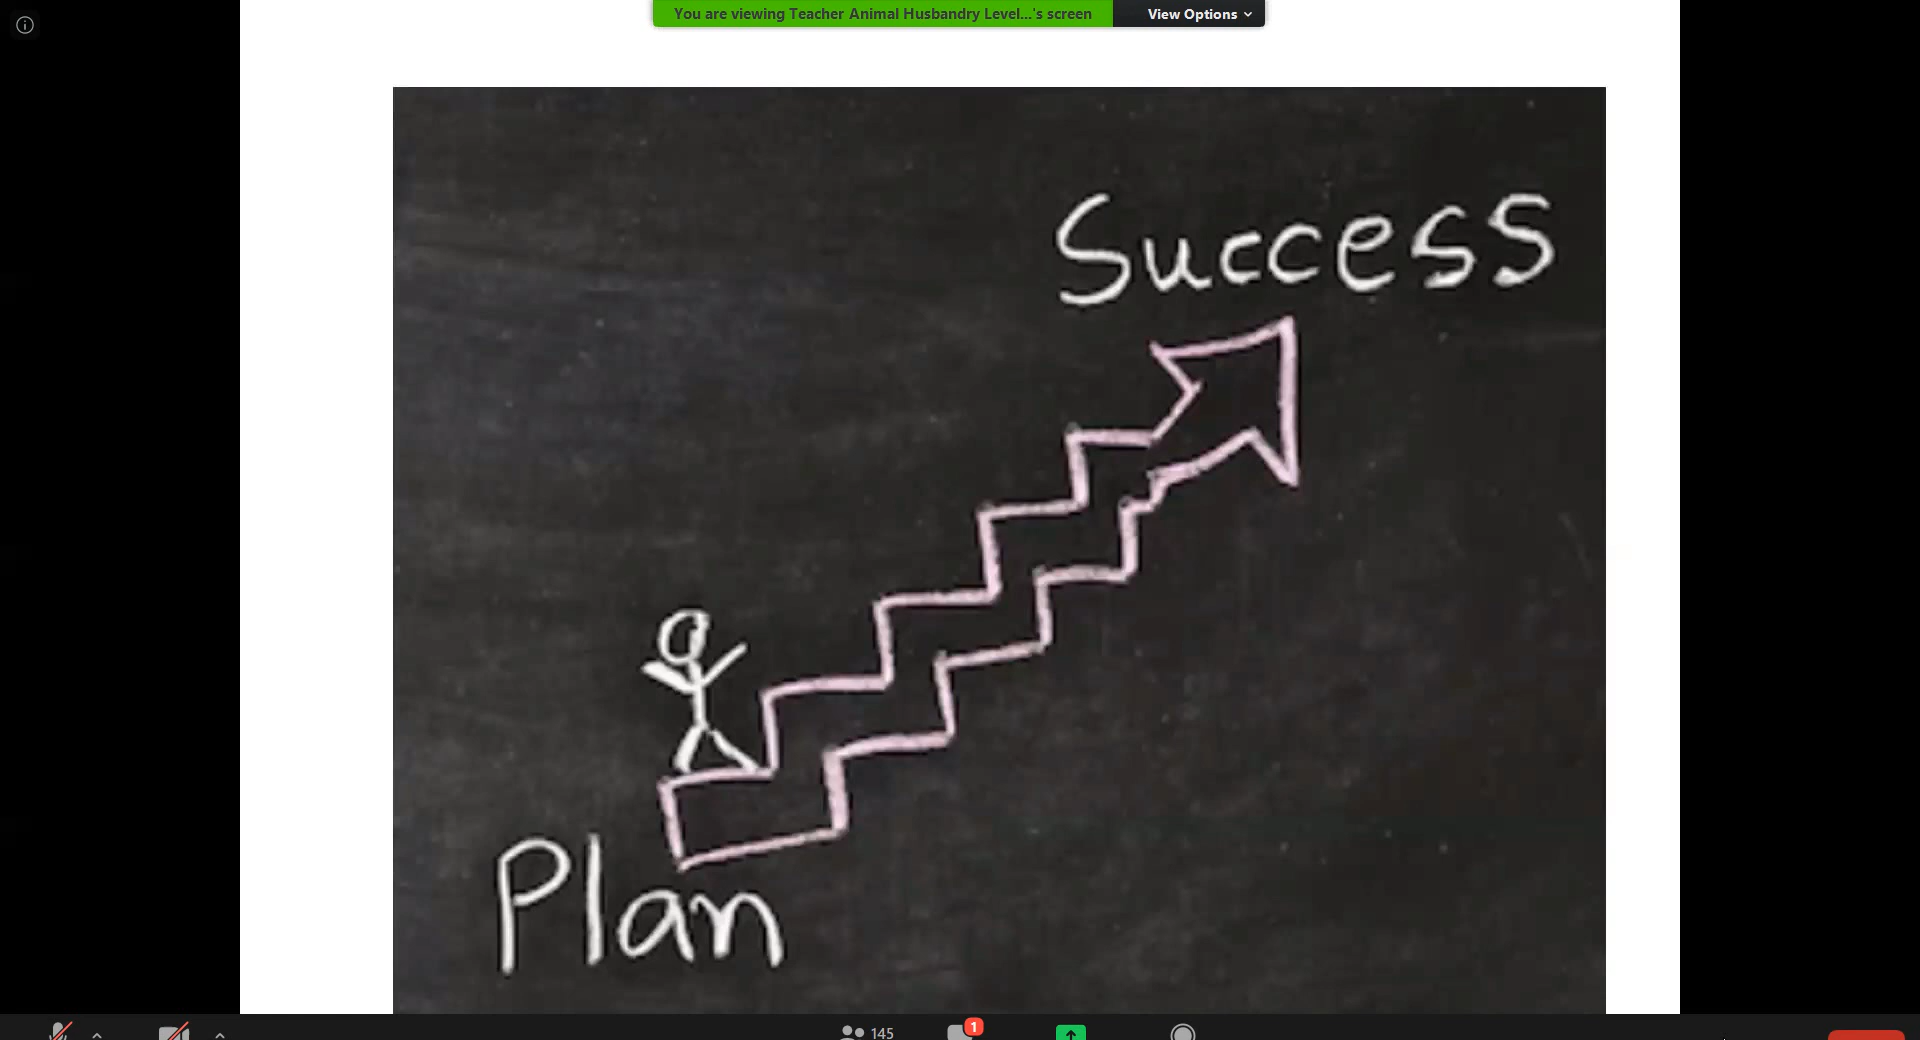 You are viewing Teacher Animal Husbandry Level...'s screen
View Options
Success
Plan
145
1